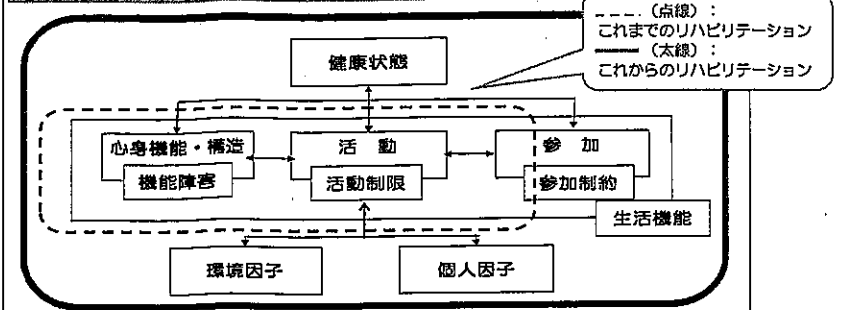 （点線）：
これまでのリハビリテーション
（太線）：
これからのリハビリテーション
健康状態
心身機能・構造
活動
参加
機能障害
活動制限
参加制約
生活機能
環境因子
個人因子